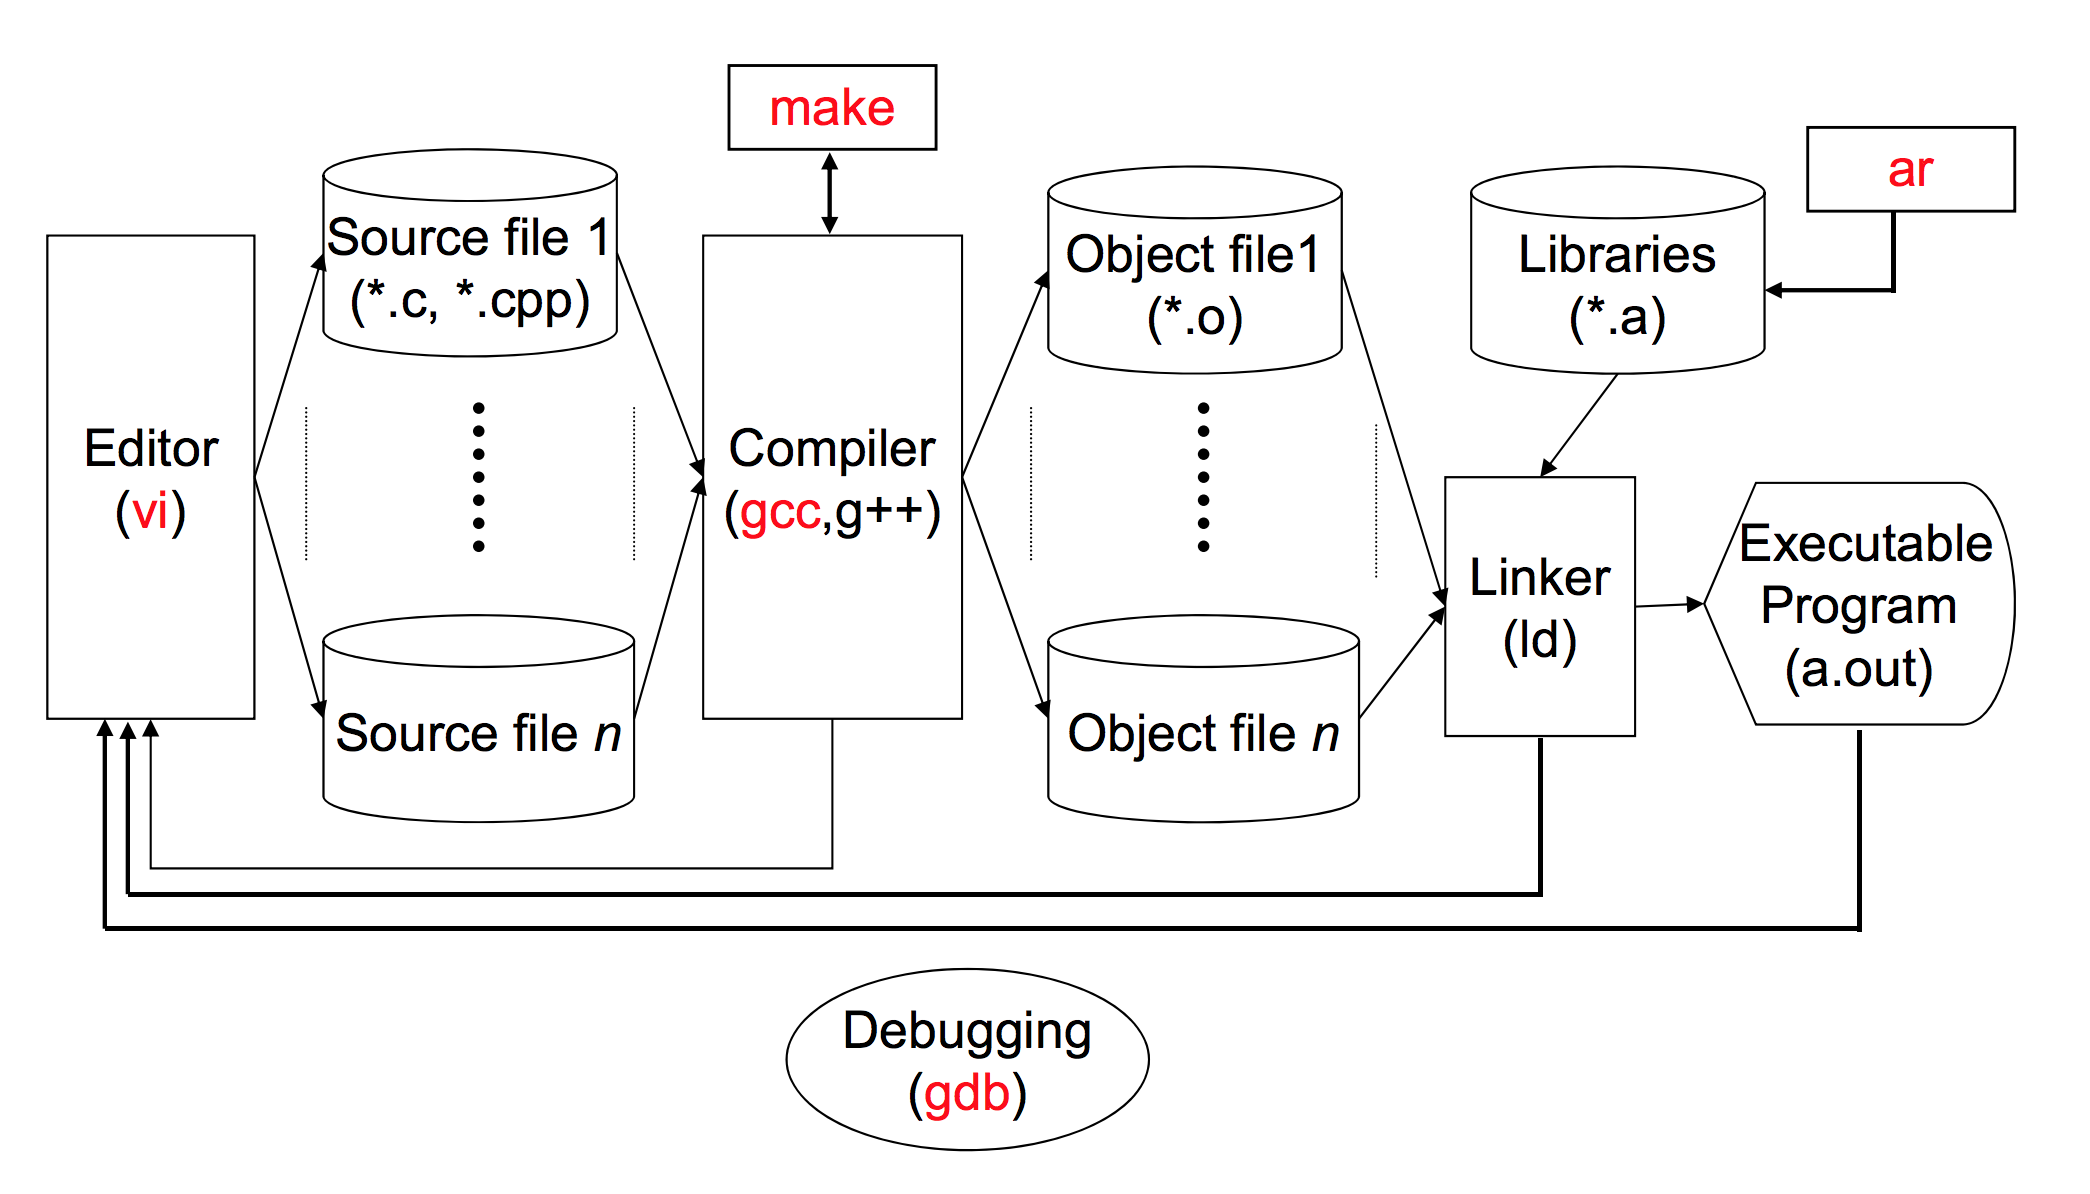 make
ar
Source file 1
(*.c, *.cpp)
Object file1
(*.o)
Libraries
(*.a)
Editor
(vi)
Compiler
(gcc,g++)
Linker
(ld)
Executable
Program
(a.out)
Source file n
Object file n
Debugging
(gdb)